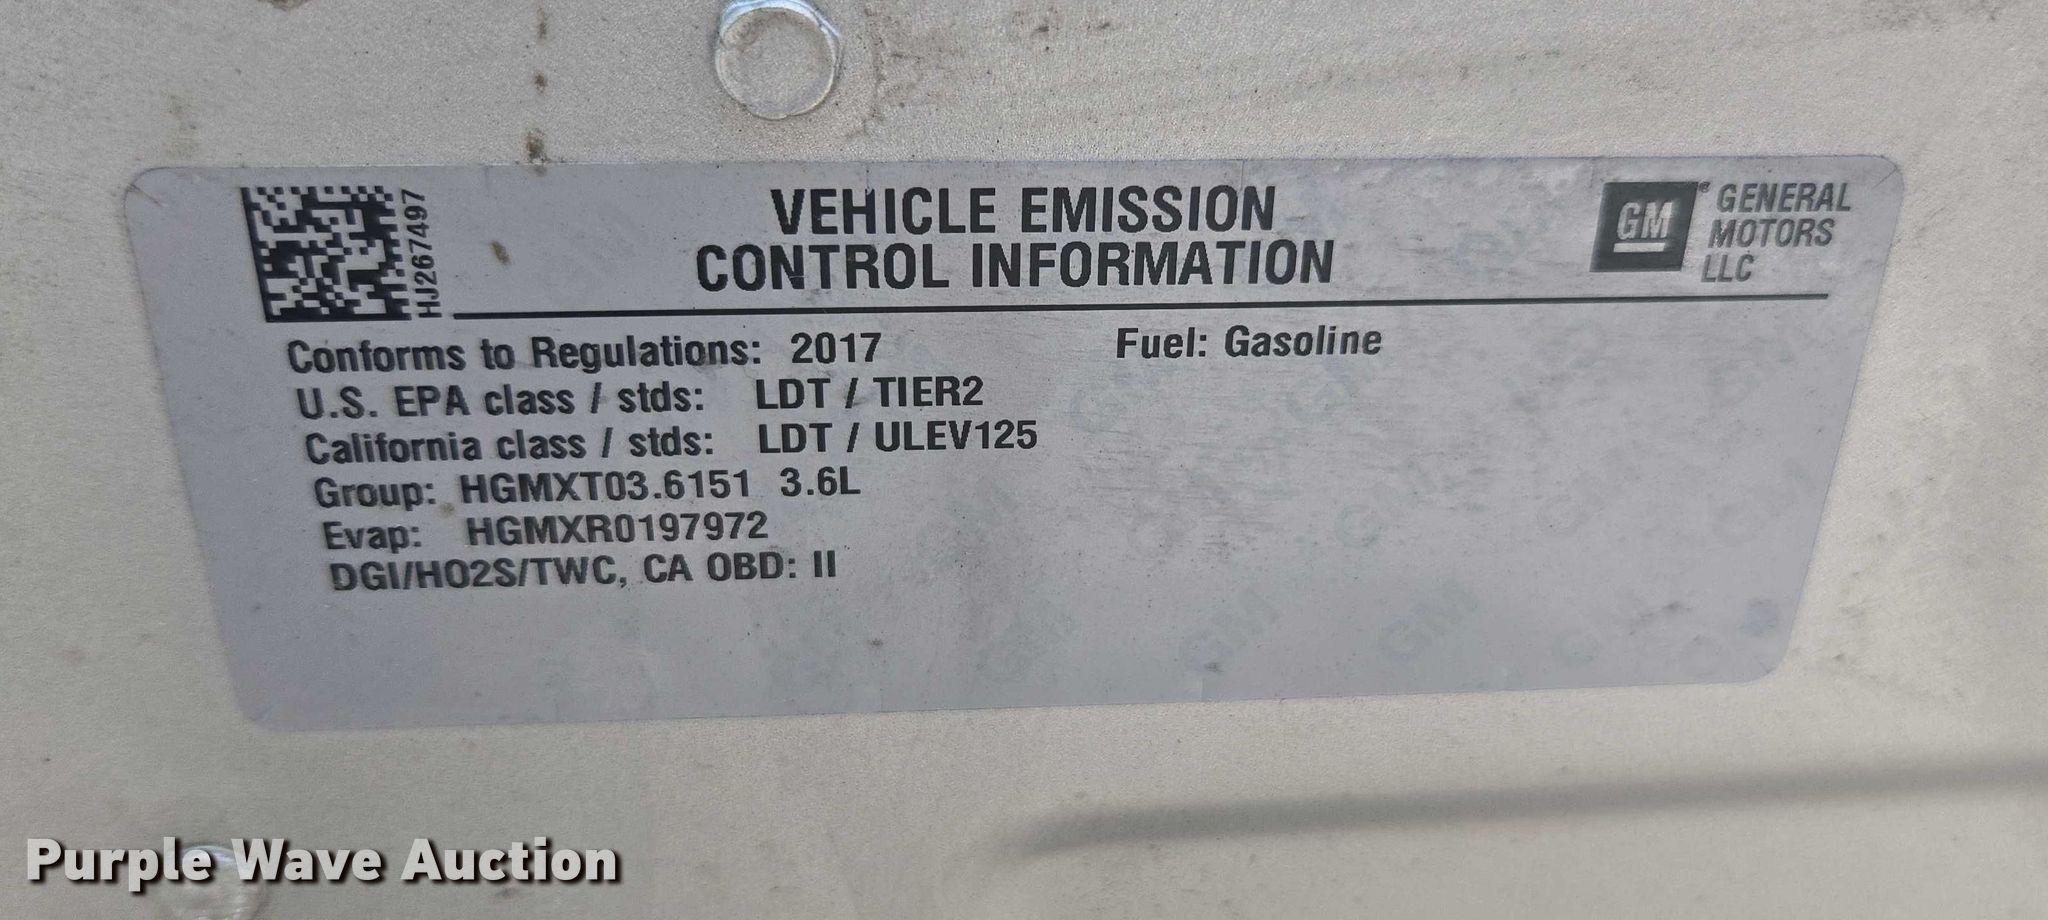 HJ267497
VEHICLE EMISSION
CONTROL INFORMATION
GM
GENERAL
MOTORS
LLC
Conforms to Regulations: 2017 Fuel: Gasoline
U.S. EPA class / stds: LDT / TIER2
California class / stds: LDT / ULEV125
Group: HGMXT03.6151 3.6L
Evap: HGMXR0197972
DGI/HO2S/TWC, CA OBD: II
Purple Wave Auction